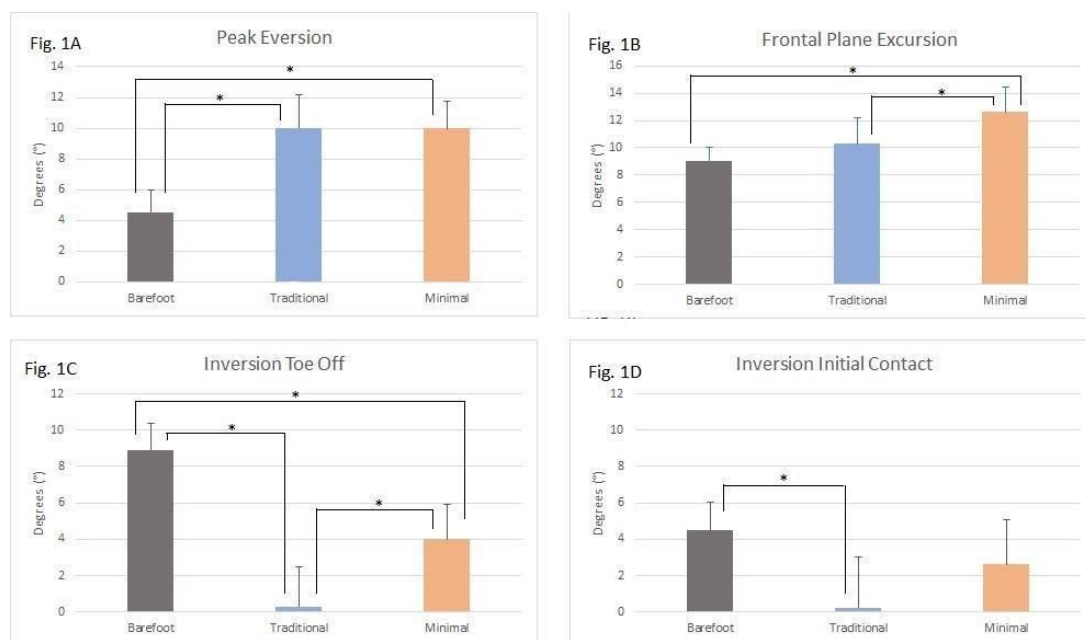 Fig. 1A
Peak Eversion
Degrees (°)
14
12
10
8
6
4
2
0
*
*
Barefoot Traditional Minimal
Fig. 1B
Frontal Plane Excursion
Degrees (°)
16
14
12
10
8
6
4
2
0
*
*
Barefoot Traditional Minimal
Fig. 1C
Inversion Toe Off
Degrees (°)
12
10
8
6
4
2
0
*
*
*
Barefoot Traditional Minimal
Fig. 1D
Inversion Initial Contact
Degrees (°)
12
10
8
6
4
2
0
*
Barefoot Traditional Minimal